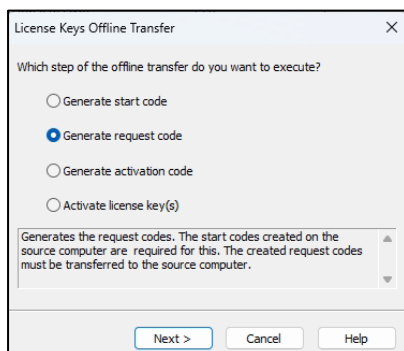 License Keys Offline Transfer
Which step of the offline transfer do you want to execute?
Generate start code
Generate request code
Generate activation code
Activate license key(s)
Generates the request codes. The start codes created on the
source computer are required for this. The created request codes
must be transferred to the source computer.
Next > Cancel Help